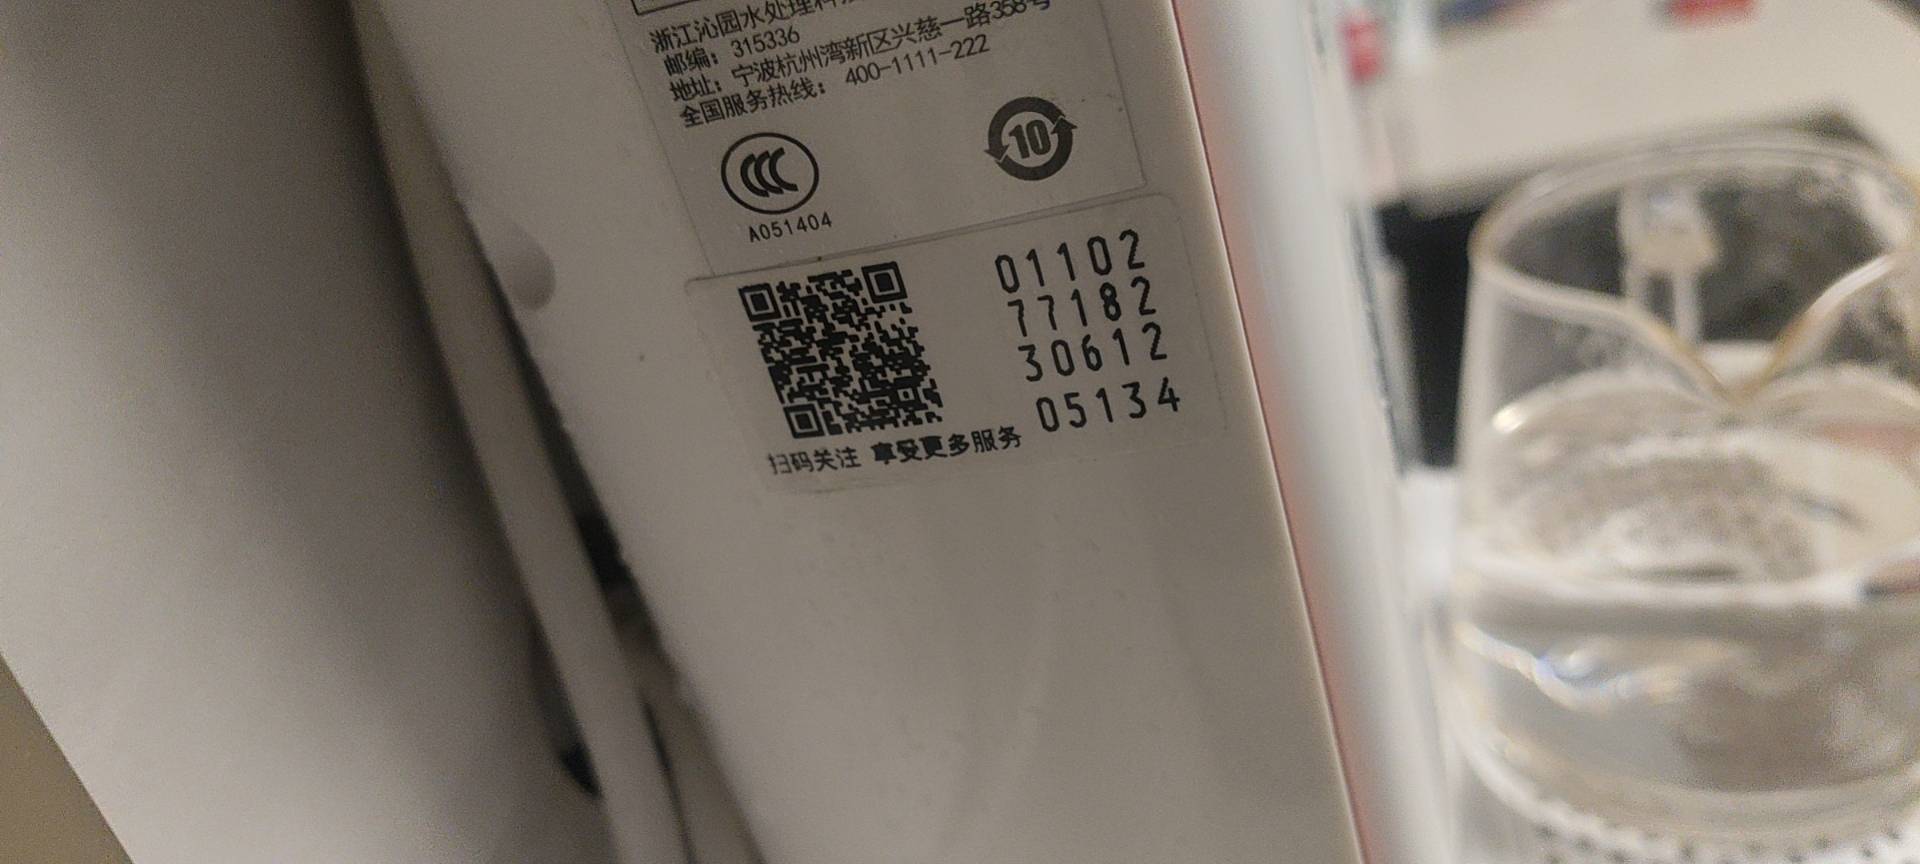 浙江沁园水处理科
邮编: 315336
地址: 宁波杭州湾新区兴慈一路358号
全国服务热线: 400-1111-222
CCC
10
A051404
01102
77182
30612
05134
扫码关注 享受更多服务